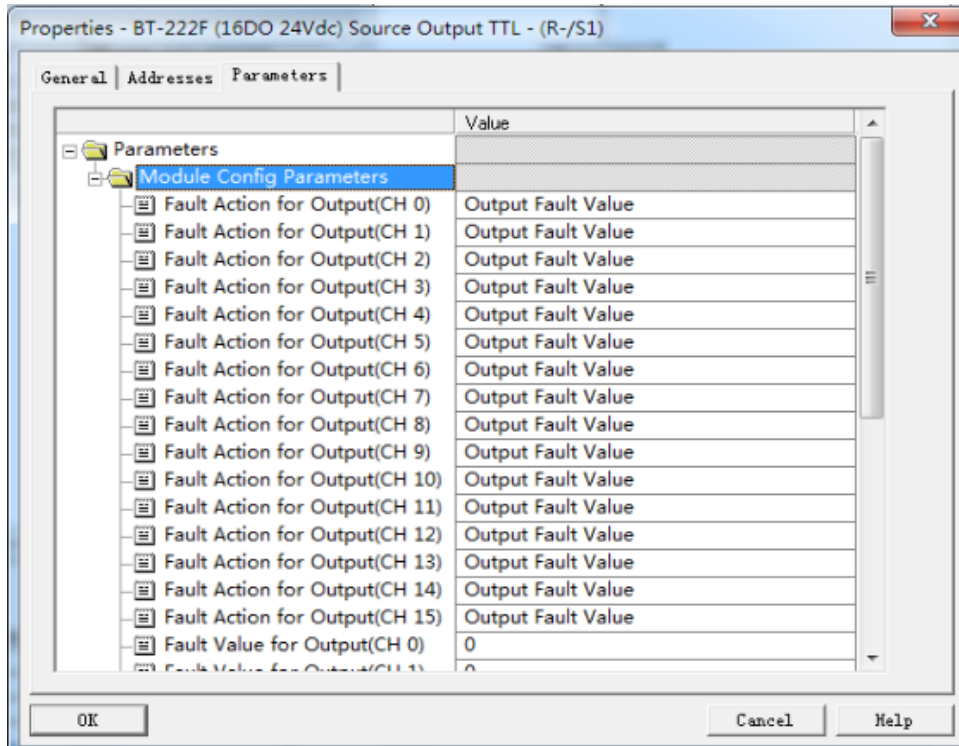 Properties - BT-222F (16DO 24Vdc) Source Output TTL - (R-/S1)
General Addresses Parameters
Value
Parameters
Module Config Parameters
Fault Action for Output(CH 0) Output Fault Value
Fault Action for Output(CH 1) Output Fault Value
Fault Action for Output(CH 2) Output Fault Value
Fault Action for Output(CH 3) Output Fault Value
Fault Action for Output(CH 4) Output Fault Value
Fault Action for Output(CH 5) Output Fault Value
Fault Action for Output(CH 6) Output Fault Value
Fault Action for Output(CH 7) Output Fault Value
Fault Action for Output(CH 8) Output Fault Value
Fault Action for Output(CH 9) Output Fault Value
Fault Action for Output(CH 10) Output Fault Value
Fault Action for Output(CH 11) Output Fault Value
Fault Action for Output(CH 12) Output Fault Value
Fault Action for Output(CH 13) Output Fault Value
Fault Action for Output(CH 14) Output Fault Value
Fault Action for Output(CH 15) Output Fault Value
Fault Value for Output(CH 0) 0
Fault Value for Output(CH 1) 0
OK Cancel Help